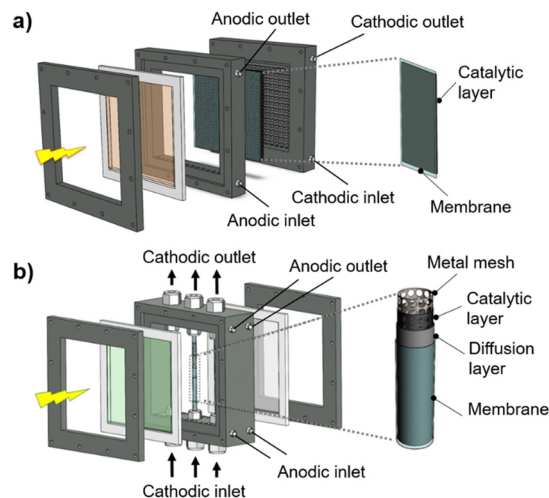 a)
Anodic outlet
Cathodic outlet
Catalytic
layer
Cathodic inlet
Anodic inlet
Membrane
b)
Cathodic outlet
Anodic outlet
Metal mesh
Catalytic
layer
Diffusion
layer
Membrane
Anodic inlet
Cathodic inlet